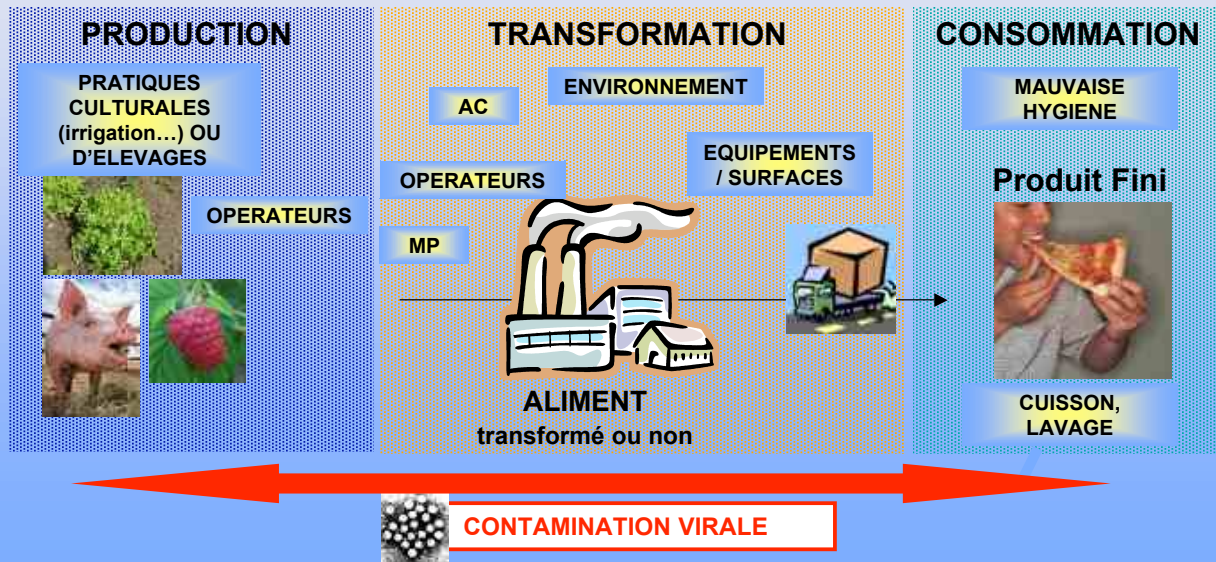 PRODUCTION
PRATIQUES
CULTURALES
(irrigation…) OU
D'ELEVAGES
OPERATEURS
TRANSFORMATION
ENVIRONNEMENT
AC
OPERATEURS
EQUIPEMENTS
/ SURFACES
MP
ALIMENT
transformé ou non
CONSOMMATION
MAUVAISE
HYGIENE
Produit Fini
CUISSON,
LAVAGE
CONTAMINATION VIRALE